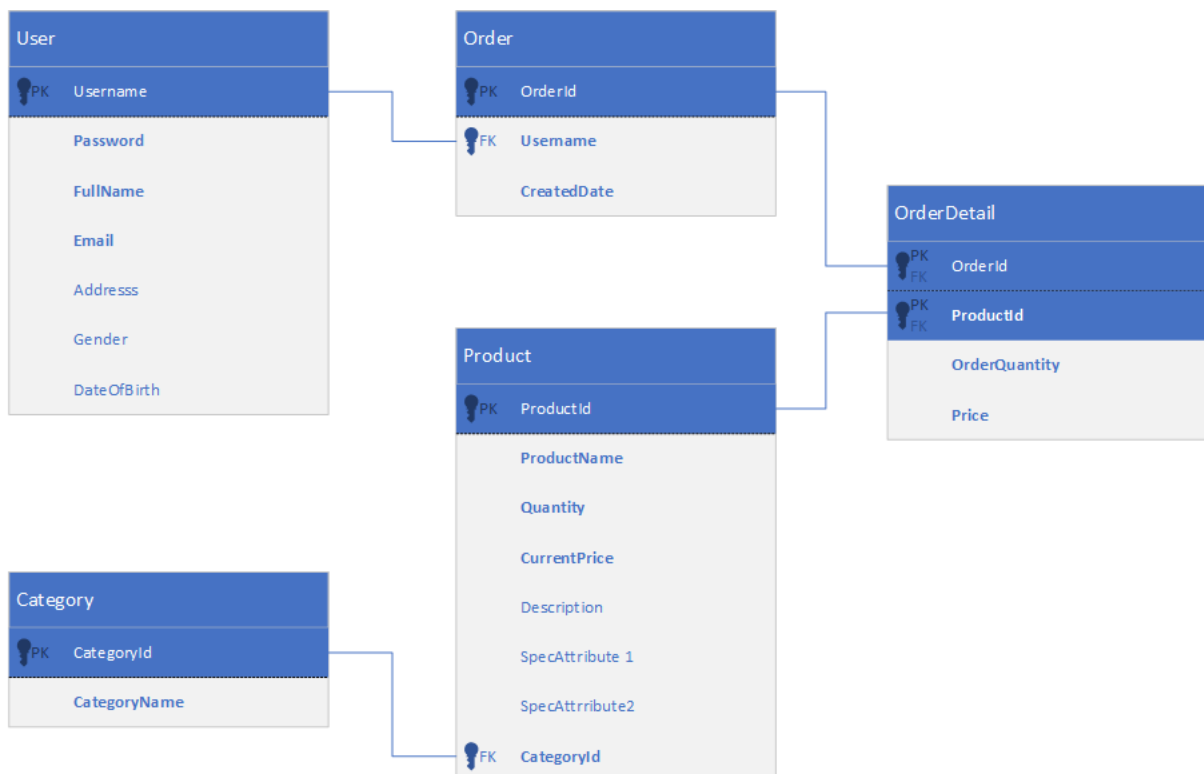 User
PK Username
Password
FullName
Email
Addresss
Gender
DateOfBirth
Order
PK OrderId
FK Username
CreatedDate
OrderDetail
PK
FK
OrderId
PK
FK
ProductId
OrderQuantity
Price
Product
PK ProductId
ProductName
Quantity
CurrentPrice
Description
SpecAttribute 1
SpecAttrribute2
FK CategoryId
Category
PK CategoryId
CategoryName